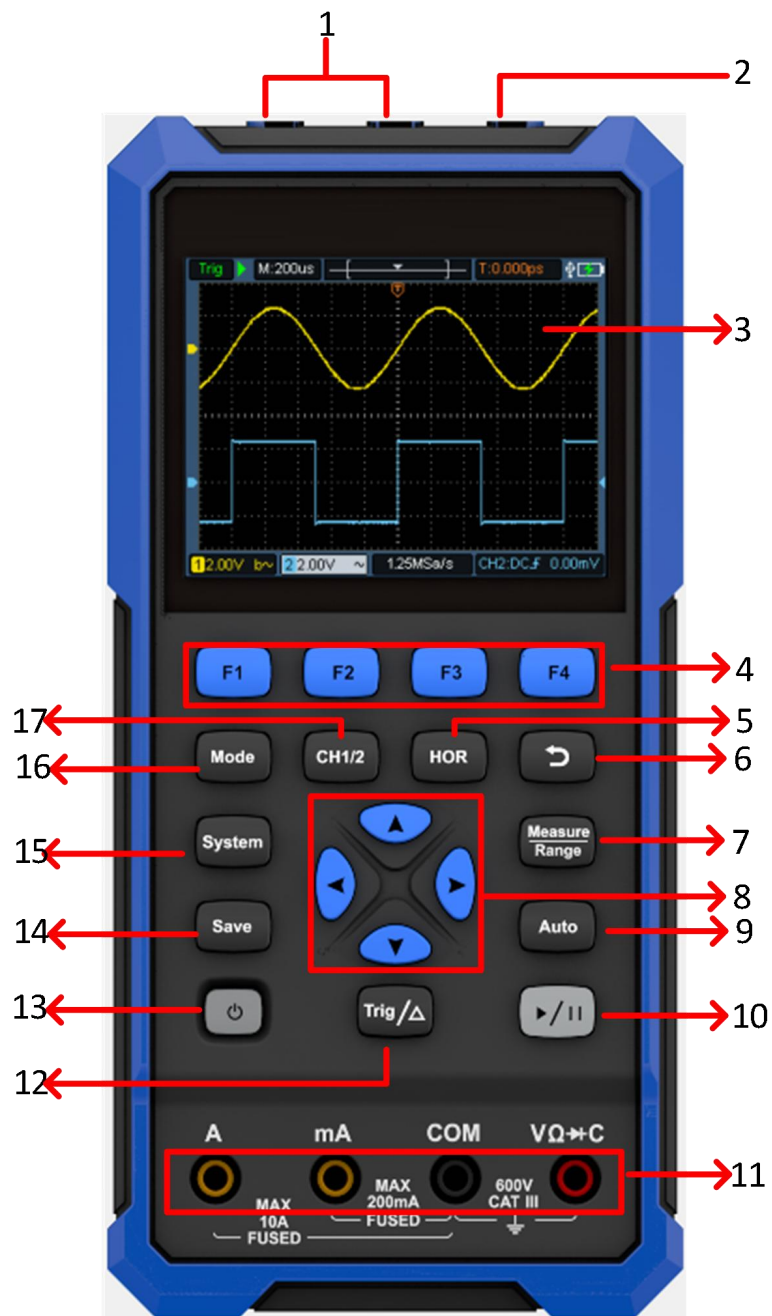 1
2
Trig M:200us T:0.000ps
T
3
1 2.00V b~ 2 2.00V ~ 1.25MSa/s CH2:DC 0.00mV
F1 F2 F3 F4
4
17
5
Mode CH1/2 HOR
16
6
System
Measure
Range
15
7
8
Save
Auto
14
9
13
Trig/△
10
12
A mA COM VΩ C
11
MAX
10A
FUSED
MAX
200mA
FUSED
600V
CAT III